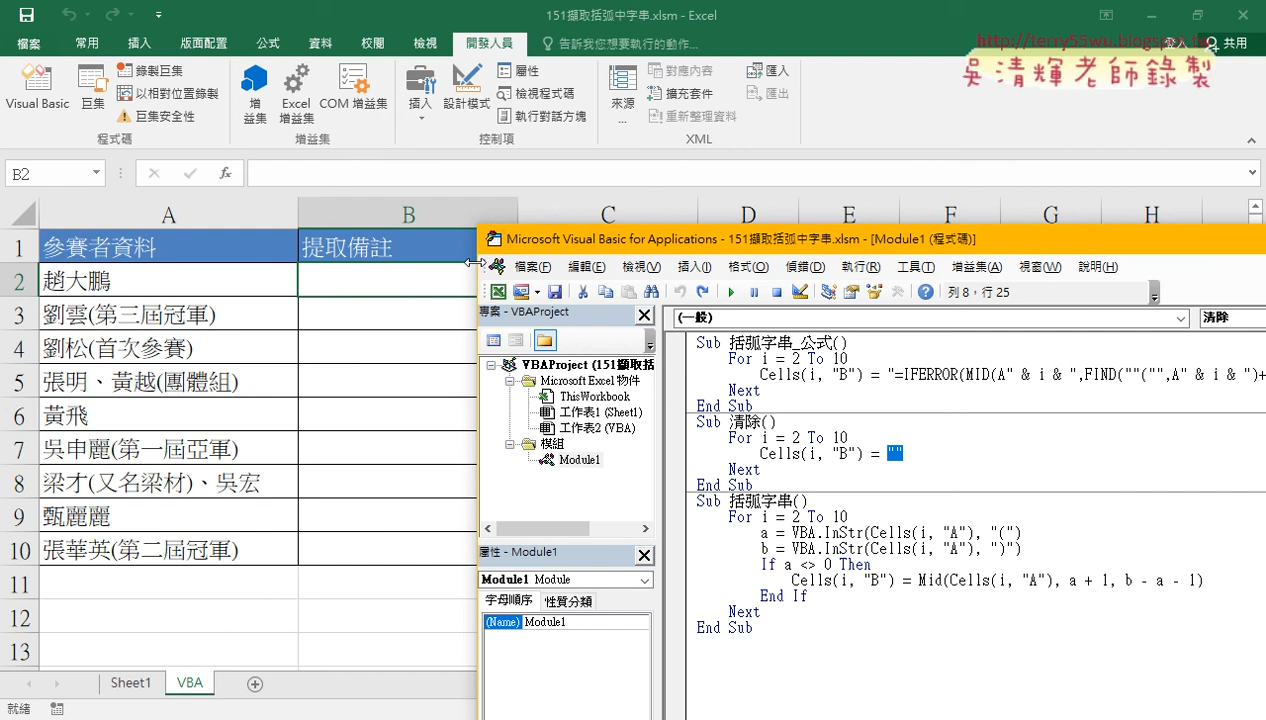 151擷取括弧中字串.xlsm - Excel
http://terry55wu.blogspot.tw
吳清輝老師錄製
檔案 常用 插入 版面配置 公式 資料 校閱 檢視 開發人員 告訴我您想要執行的動作... 登入 共用
Visual Basic 巨集 錄製巨集 以相對位置錄製 巨集安全性 程式碼
增益集 Excel 增益集 COM 增益集 增益集
插入 設計模式 屬性 檢視程式碼 執行對話方塊 控制項
來源... 對應內容 擴充套件 重新整理資料 匯入 匯出 XML
B2 fx
A B C D E F G H
1 參賽者資料 提取備註
2 趙大鵬
3 劉雲(第三屆冠軍)
4 劉松(首次參賽)
5 張明、黃越(團體組)
6 黃飛
7 吳申麗(第一屆亞軍)
8 梁才(又名梁材)、吳宏
9 甄麗麗
10 張華英(第二屆冠軍)
11
12
13
Sheet1 VBA
就緒
Microsoft Visual Basic for Applications - 151擷取括弧中字串.xlsm - [Module1 (程式碼)]
檔案(F) 編輯(E) 檢視(V) 插入(I) 格式(O) 偵錯(D) 執行(R) 工具(T) 增益集(A) 視窗(W) 說明(H)
列 8，行 25
專案 - VBAProject
VBAProject (151擷取括
Microsoft Excel 物件
ThisWorkbook
工作表1 (Sheet1)
工作表2 (VBA)
模組
Module1
屬性 - Module1
Module1 Module
字母順序 性質分類
(Name) Module1
(一般) 清除
Sub 括弧字串_公式()
For i = 2 To 10
Cells(i, "B") = "=IFERROR(MID(A" & i & ",FIND(""("",A" & i & ")+
Next
End Sub
Sub 清除()
For i = 2 To 10
Cells(i, "B") = ""
Next
End Sub
Sub 括弧字串()
For i = 2 To 10
a = VBA.InStr(Cells(i, "A"), "(")
b = VBA.InStr(Cells(i, "A"), ")")
If a <> 0 Then
Cells(i, "B") = Mid(Cells(i, "A"), a + 1, b - a - 1)
End If
Next
End Sub